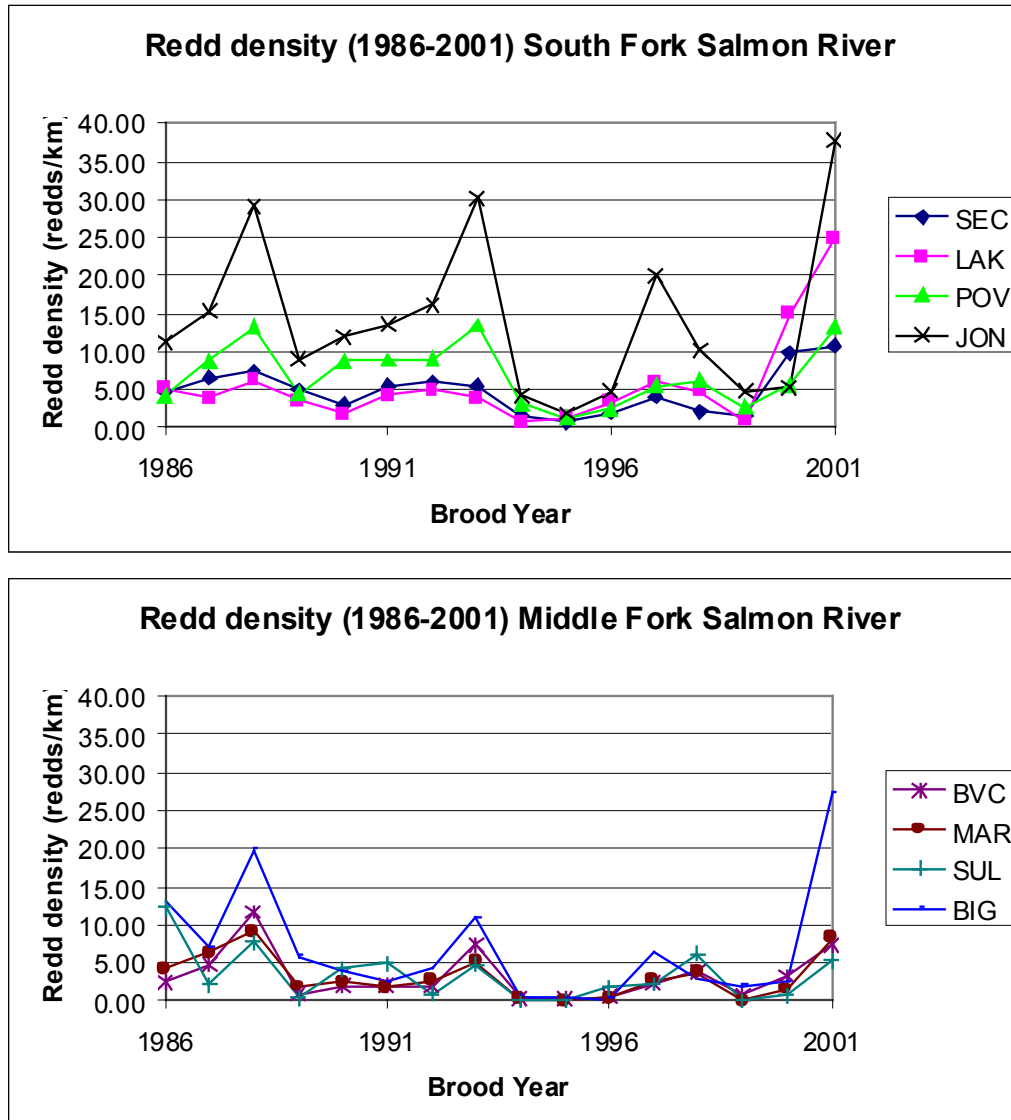 Redd density (1986-2001) South Fork Salmon River
Redd density (redds/km)
40.00
35.00
30.00
25.00
20.00
15.00
10.00
5.00
0.00
1986 1991 1996 2001
Brood Year
SEC
LAK
POV
JON
Redd density (1986-2001) Middle Fork Salmon River
Redd density (redds/km)
40.00
35.00
30.00
25.00
20.00
15.00
10.00
5.00
0.00
1986 1991 1996 2001
Brood Year
BVC
MAR
SUL
BIG